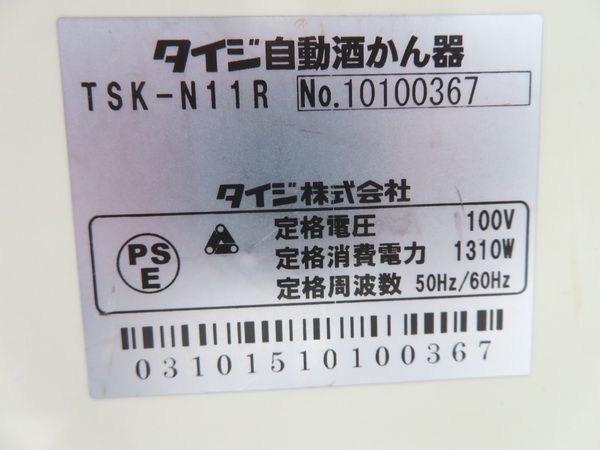 タイジ自動酒かん器
TSK-N11R No.10100367
タイジ株式会社
PS
E
定格電圧 100V
定格消費電力 1310W
定格周波数 50Hz/60Hz
03101510100367